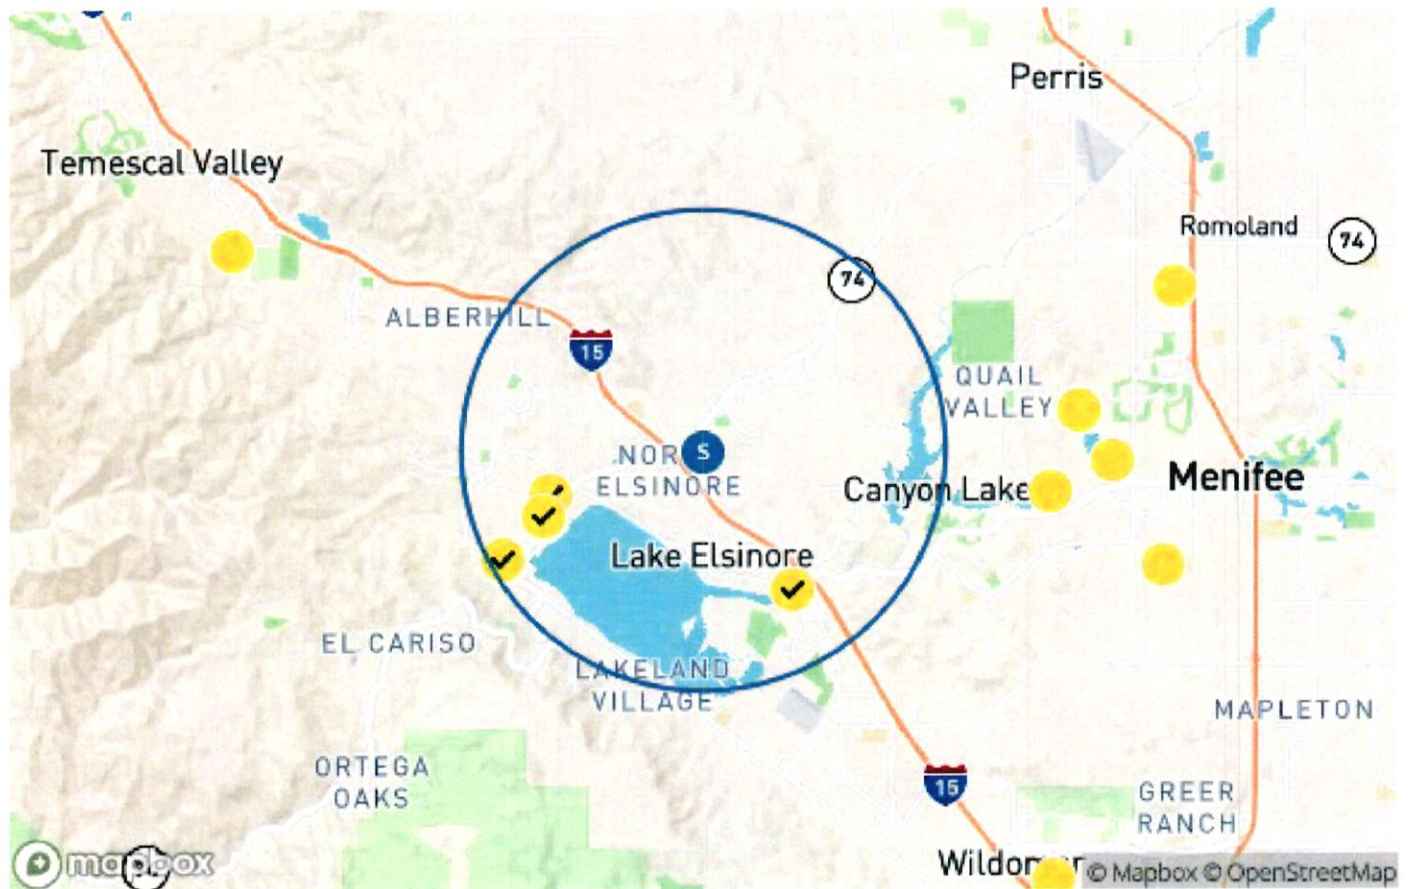 Perris
Temescal Valley
Romoland
74
74
ALBERHILL
15
QUAIL
VALLEY
NOR
S
ELSINORE
Canyon Lake
Menifee
Lake Elsinore
EL CARISO
LAKELAND
VILLAGE
MAPLETON
ORTEGA
OAKS
15
GREER
RANCH
mapbox
© Mapbox © OpenStreetMap